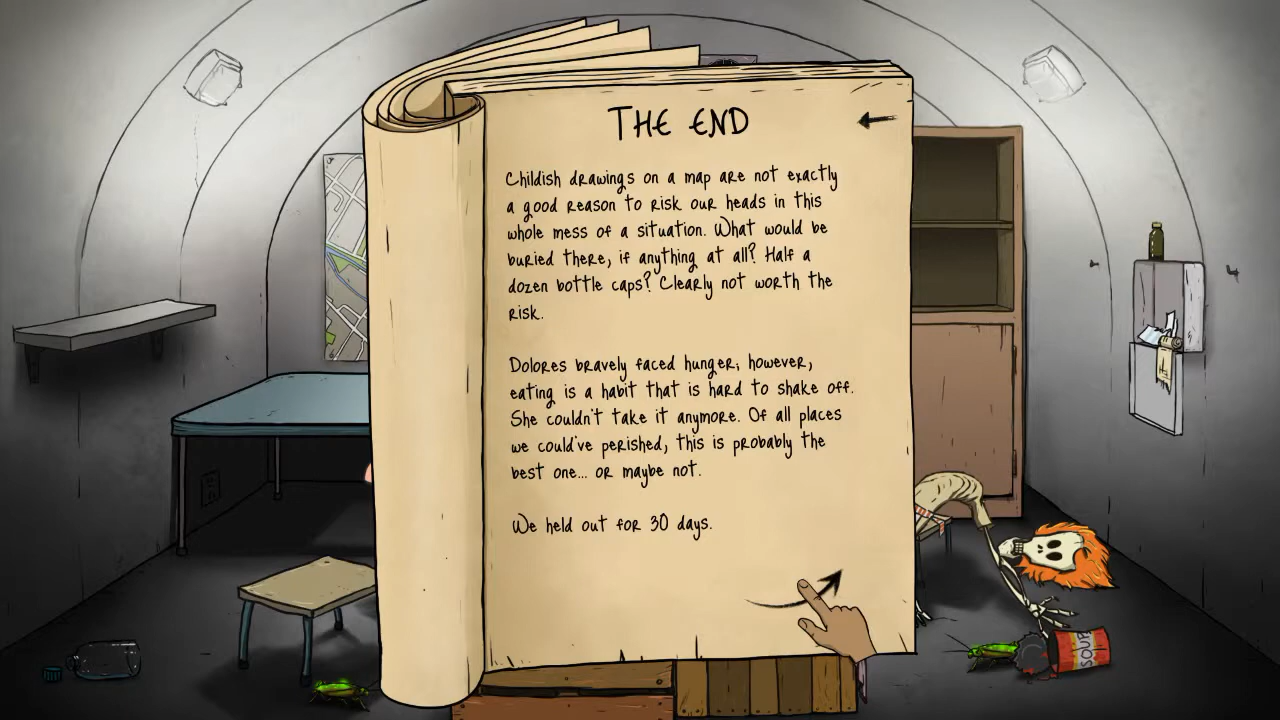 THE END
Childish drawings on a map are not exactly
a good reason to risk our heads in this
whole mess of a situation. What would be
buried there, if anything at all? Half a
dozen bottle caps? Clearly not worth the
risk.
Dolores bravely faced hunger; however,
eating is a habit that is hard to shake off.
She couldn't take it anymore. Of all places
we could've perished, this is probably the
best one... or maybe not.
We held out for 30 days.
SOUP